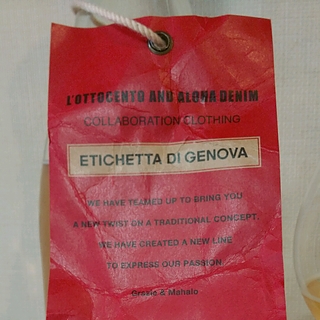 L'OTTOCENTO AND ALOHA DENIM
COLLABORATION CLOTHING
ETICHETTA DI GENOVA
WE HAVE TEAMED UP TO BRING YOU
A NEW TWIST ON A TRADITIONAL CONCEPT.
WE HAVE CREATED A NEW LINE
TO EXPRESS OUR PASSION
Grazie & Mahalo